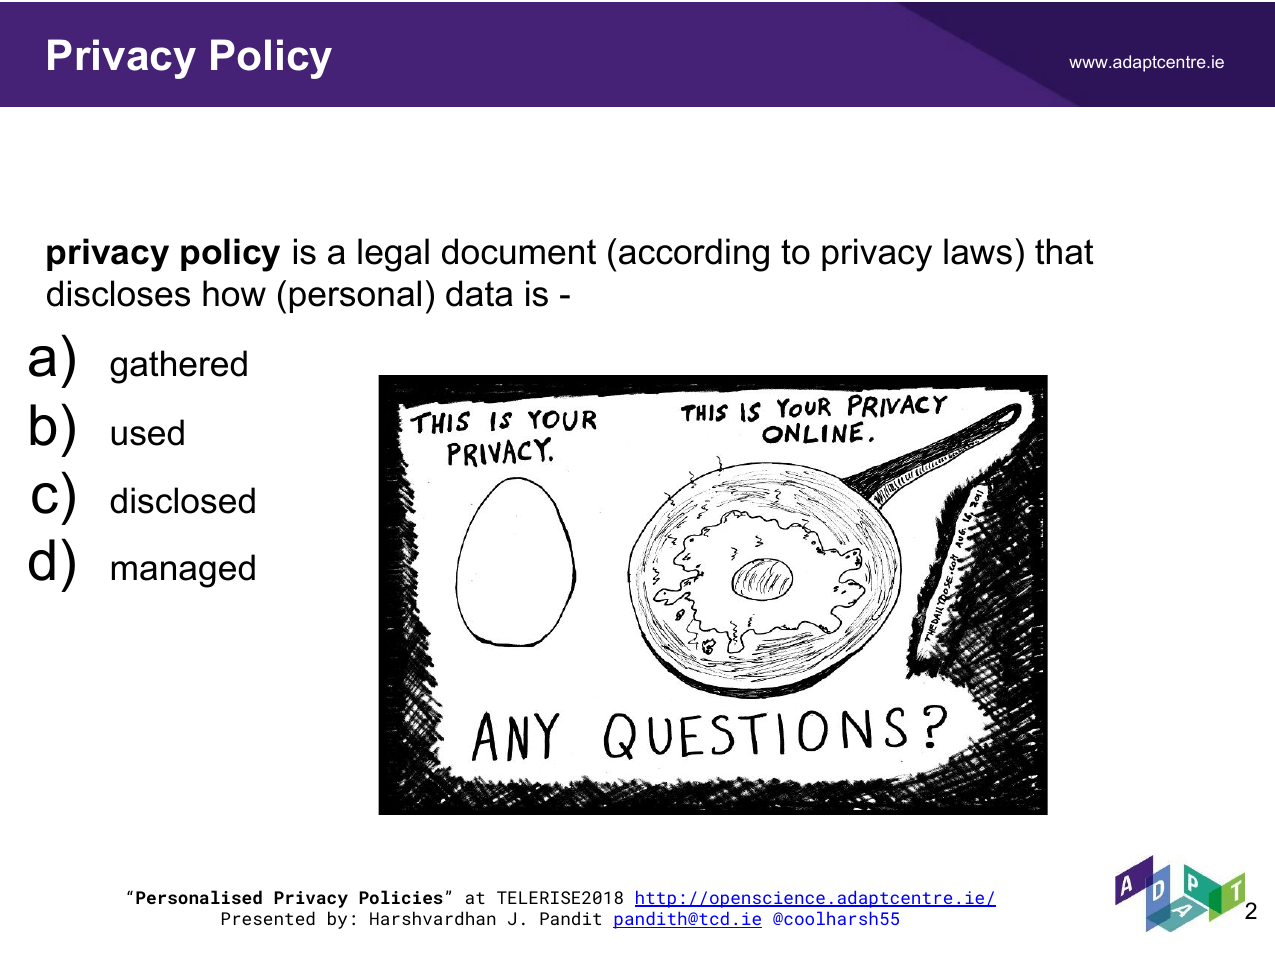 Privacy Policy
www.adaptcentre.ie
privacy policy is a legal document (according to privacy laws) that
discloses how (personal) data is -
a) gathered
b) used
c) disclosed
d) managed
THIS IS YOUR
PRIVACY.
THIS IS YOUR PRIVACY
ONLINE.
THEDAILYDOSE.COM AUG. 16, 2011
ANY QUESTIONS?
“Personalised Privacy Policies” at TELERISE2018 http://openscience.adaptcentre.ie/
Presented by: Harshvardhan J. Pandit pandith@tcd.ie @coolharsh55
ADAPT
2